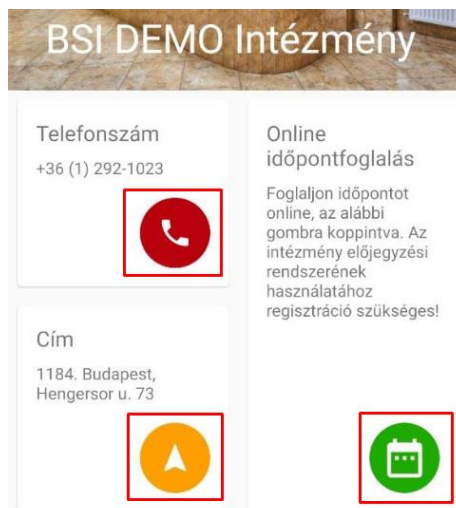 BSI DEMO Intézmény
Telefonszám
+36 (1) 292-1023
Cím
1184. Budapest,
Hengersor u. 73
Online
időpontfoglalás
Foglaljon időpontot
online, az alábbi
gombra koppintva. Az
intézmény előjegyzési
rendszerének
használatához
regisztráció szükséges!